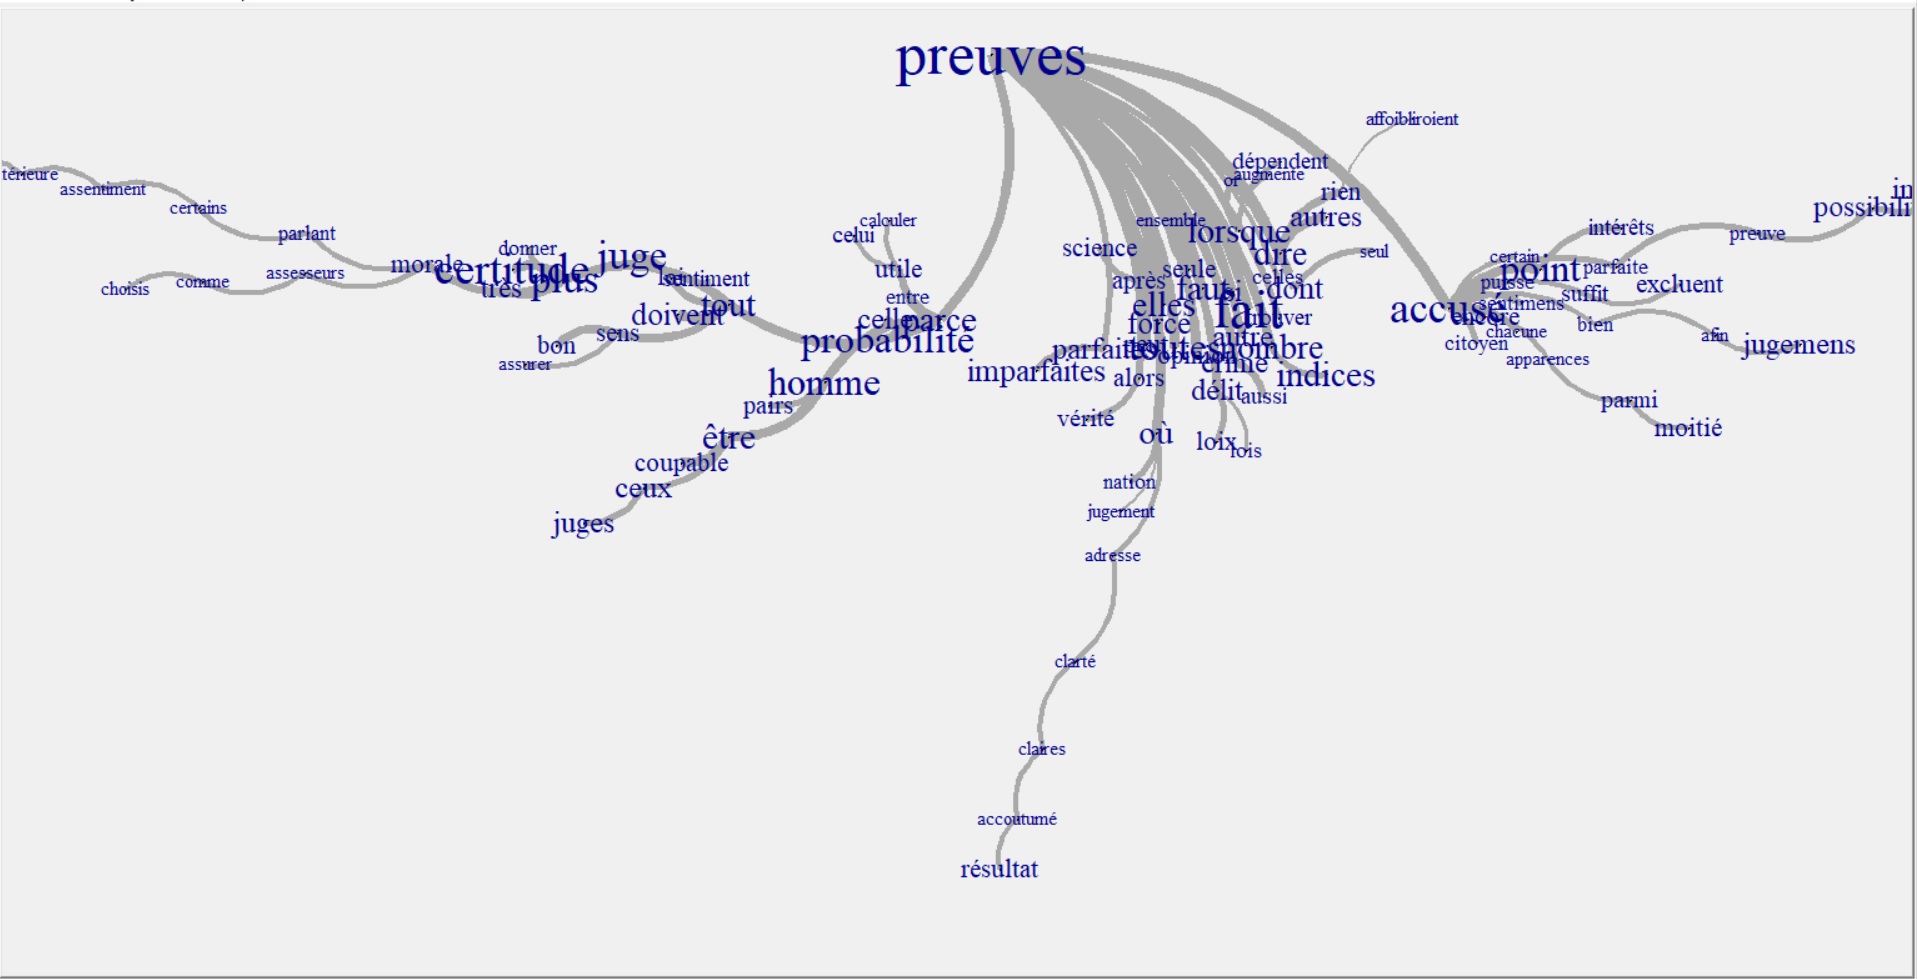 preuves
affoibliroient
dépendent
augmente
or
rien
autres
térieure
assentiment
certains
parlant
donner
juge
morale
certitude
très
plus
assesseurs
comme
choisis
sentiment
tout
doivent
sens
bon
assurer
calculer
celui
utile
entre
celle
parce
probabilité
homme
pairs
être
coupable
ceux
juges
science
ensemble
lorsque
dire
celles
seul
après
seule
faut
si
dont
elles
fait
force
trouver
autre
parfaites
toutes
opinion
nombre
imparfaites
alors
crime
indices
délit
aussi
vérité
où
loix
lois
nation
jugement
adresse
clarté
claires
accoutumé
résultat
accusé
certain
point
parfaite
puisse
suffit
excluent
sentimens
encore
chacune
bien
citoyen
apparences
afin
jugemens
parmi
moitié
intérêts
preuve
possibili
in